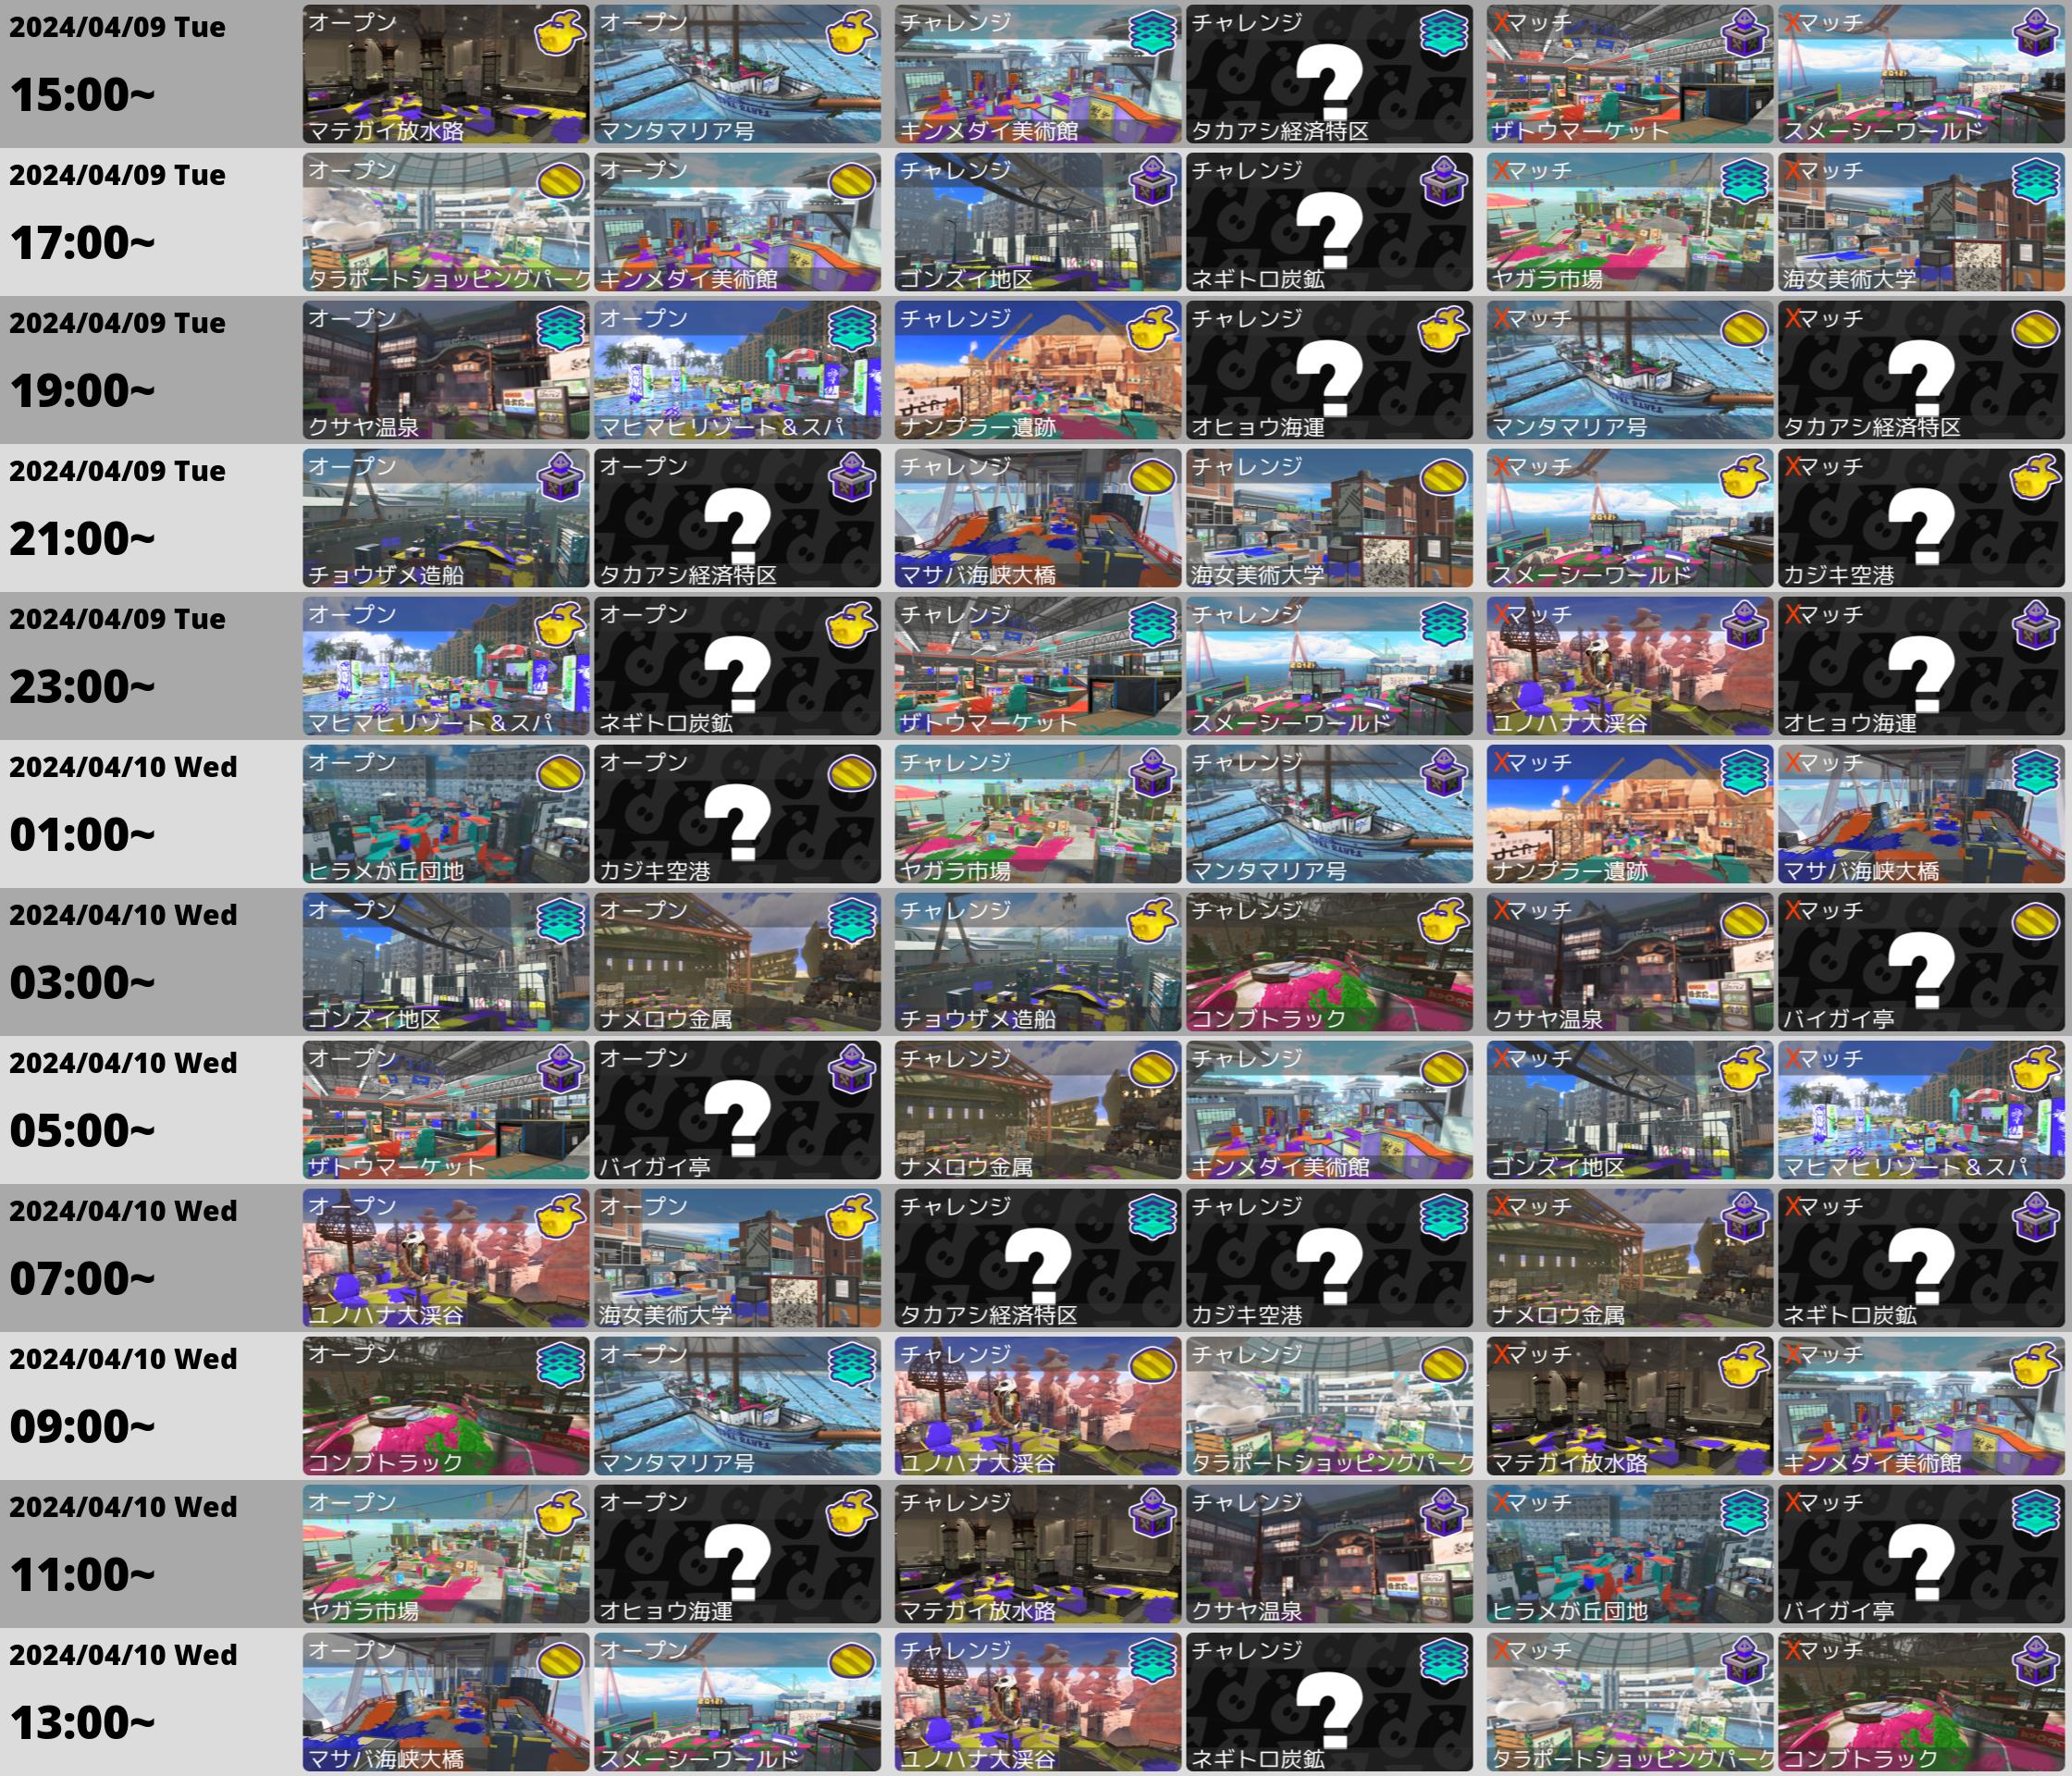 2024/04/09 Tue
15:00~
オープン
マテガイ放水路
オープン
マンタマリア号
チャレンジ
キンメダイ美術館
チャレンジ
タカアシ経済特区
Xマッチ
ザトウマーケット
Xマッチ
スメーシーワールド
2024/04/09 Tue
17:00~
オープン
タラポートショッピングパーク
オープン
キンメダイ美術館
チャレンジ
ゴンズイ地区
チャレンジ
ネギトロ炭鉱
Xマッチ
ヤガラ市場
Xマッチ
海女美術大学
2024/04/09 Tue
19:00~
オープン
クサヤ温泉
オープン
マヒマヒリゾート＆スパ
チャレンジ
ナンプラー遺跡
チャレンジ
オヒョウ海運
Xマッチ
マンタマリア号
Xマッチ
タカアシ経済特区
2024/04/09 Tue
21:00~
オープン
チョウザメ造船
オープン
タカアシ経済特区
チャレンジ
マサバ海峡大橋
チャレンジ
海女美術大学
Xマッチ
スメーシーワールド
Xマッチ
カジキ空港
2024/04/09 Tue
23:00~
オープン
マヒマヒリゾート＆スパ
オープン
ネギトロ炭鉱
チャレンジ
ザトウマーケット
チャレンジ
スメーシーワールド
Xマッチ
ユノハナ大渓谷
Xマッチ
オヒョウ海運
2024/04/10 Wed
01:00~
オープン
ヒラメが丘団地
オープン
カジキ空港
チャレンジ
ヤガラ市場
チャレンジ
マンタマリア号
Xマッチ
ナンプラー遺跡
Xマッチ
マサバ海峡大橋
2024/04/10 Wed
03:00~
オープン
ゴンズイ地区
オープン
ナメロウ金属
チャレンジ
チョウザメ造船
チャレンジ
コンブトラック
Xマッチ
クサヤ温泉
Xマッチ
バイガイ亭
2024/04/10 Wed
05:00~
オープン
ザトウマーケット
オープン
バイガイ亭
チャレンジ
ナメロウ金属
チャレンジ
キンメダイ美術館
Xマッチ
ゴンズイ地区
Xマッチ
マヒマヒリゾート＆スパ
2024/04/10 Wed
07:00~
オープン
ユノハナ大渓谷
オープン
海女美術大学
チャレンジ
タカアシ経済特区
チャレンジ
カジキ空港
Xマッチ
ナメロウ金属
Xマッチ
ネギトロ炭鉱
2024/04/10 Wed
09:00~
オープン
コンブトラック
オープン
マンタマリア号
チャレンジ
ユノハナ大渓谷
チャレンジ
タラポートショッピングパーク
Xマッチ
マテガイ放水路
Xマッチ
キンメダイ美術館
2024/04/10 Wed
11:00~
オープン
ヤガラ市場
オープン
オヒョウ海運
チャレンジ
マテガイ放水路
チャレンジ
クサヤ温泉
Xマッチ
ヒラメが丘団地
Xマッチ
バイガイ亭
2024/04/10 Wed
13:00~
オープン
マサバ海峡大橋
オープン
スメーシーワールド
チャレンジ
ユノハナ大渓谷
チャレンジ
ネギトロ炭鉱
Xマッチ
タラポートショッピングパーク
Xマッチ
コンブトラック